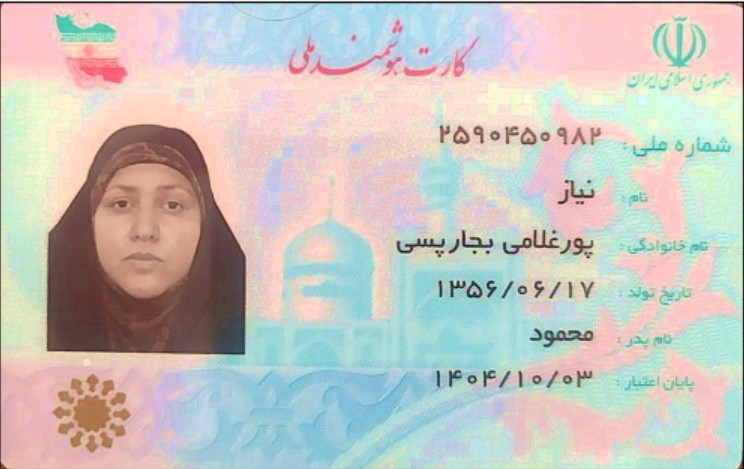 کارت هوشمند ملی
جمهوری اسلامی ایران
شماره ملی: ۲۵۹۰۴۵۰۹۸۲
نام: نیاز
نام خانوادگی: پورغلامی بجارپسی
تاریخ تولد: ۱۳۵۶/۰۶/۱۷
نام پدر: محمود
پایان اعتبار: ۱۴۰۴/۱۰/۰۳